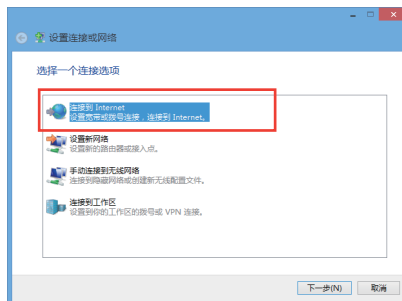 设置连接或网络
选择一个连接选项
连接到 Internet
设置宽带或拨号连接，连接到 Internet。
设置新网络
设置新的路由器或接入点。
手动连接到无线网络
连接到隐藏网络或创建新无线配置文件。
连接到工作区
设置到你的工作区的拨号或 VPN 连接。
下一步(N)
取消